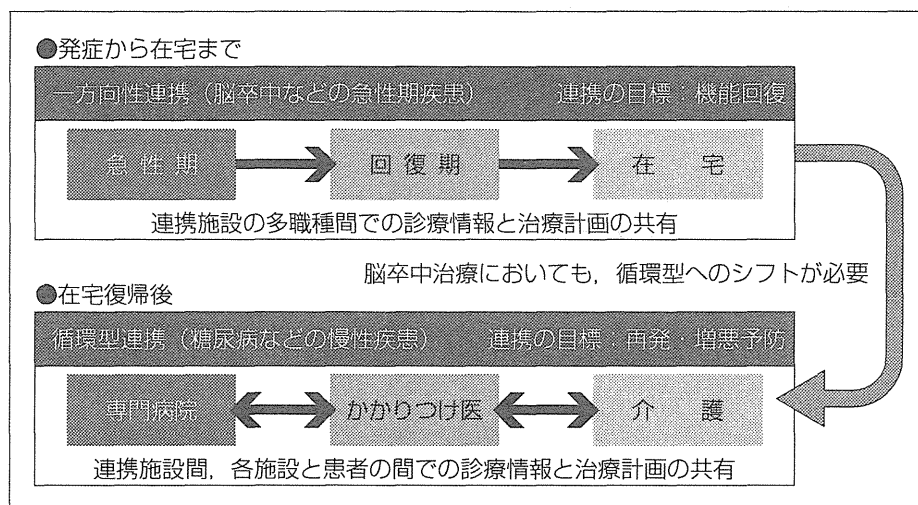 ●発症から在宅まで
一方向性連携（脳卒中などの急性期疾患） 連携の目標：機能回復
急性期 回復期 在宅
連携施設の多職種間での診療情報と治療計画の共有
脳卒中治療においても，循環型へのシフトが必要
●在宅復帰後
循環型連携（糖尿病などの慢性疾患） 連携の目標：再発・増悪予防
専門病院 かかりつけ医 介護
連携施設間，各施設と患者の間での診療情報と治療計画の共有